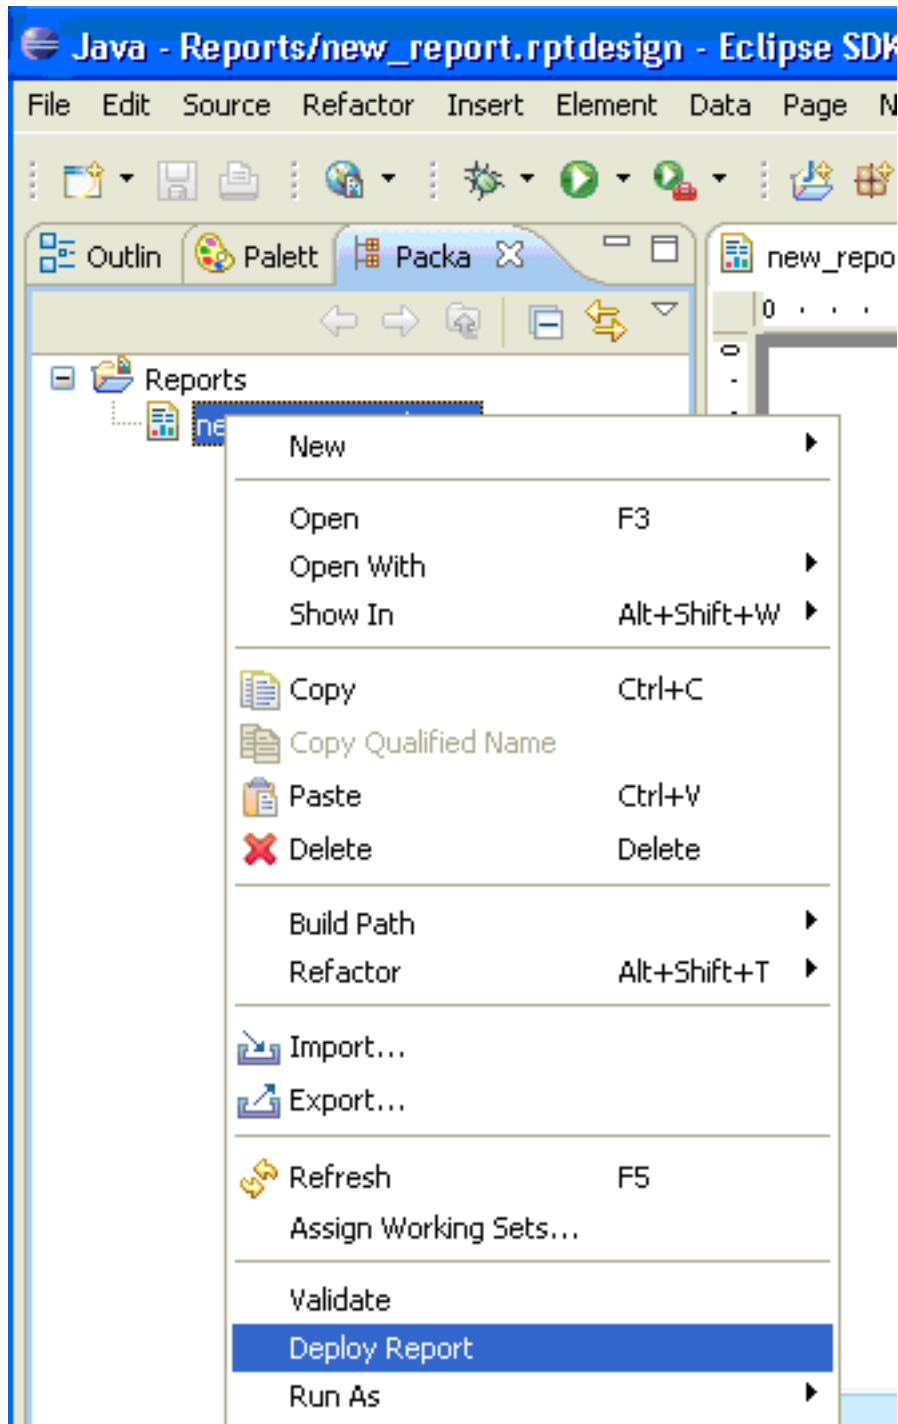 Java - Reports/new_report.rptdesign - Eclipse SDK
File Edit Source Refactor Insert Element Data Page N
Outlin Palett Packa new_repo
0
0
Reports
ne
New
Open F3
Open With
Show In Alt+Shift+W
Copy Ctrl+C
Copy Qualified Name
Paste Ctrl+V
Delete Delete
Build Path
Refactor Alt+Shift+T
Import...
Export...
Refresh F5
Assign Working Sets...
Validate
Deploy Report
Run As